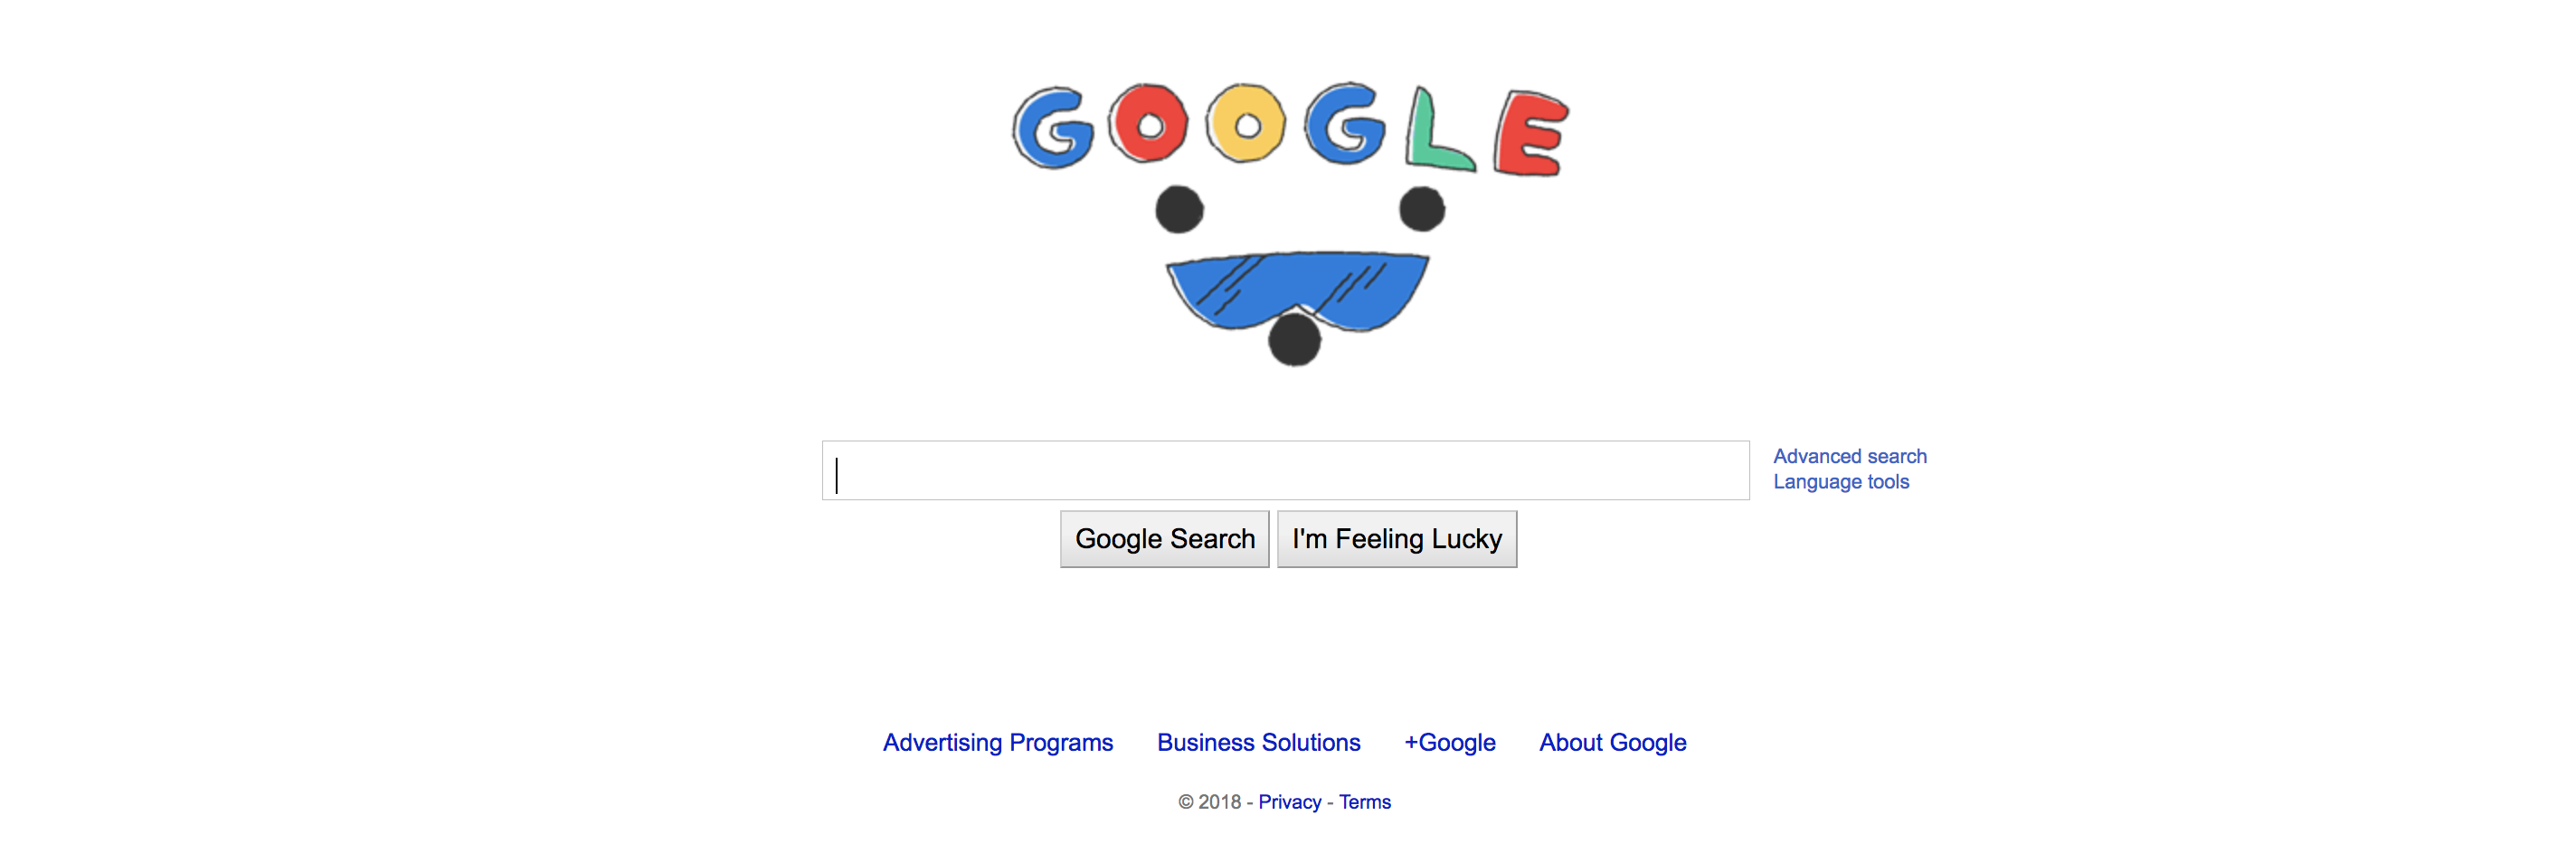 GOOGLE
Advanced search
Language tools
Google Search I'm Feeling Lucky
Advertising Programs Business Solutions +Google About Google
© 2018 - Privacy - Terms